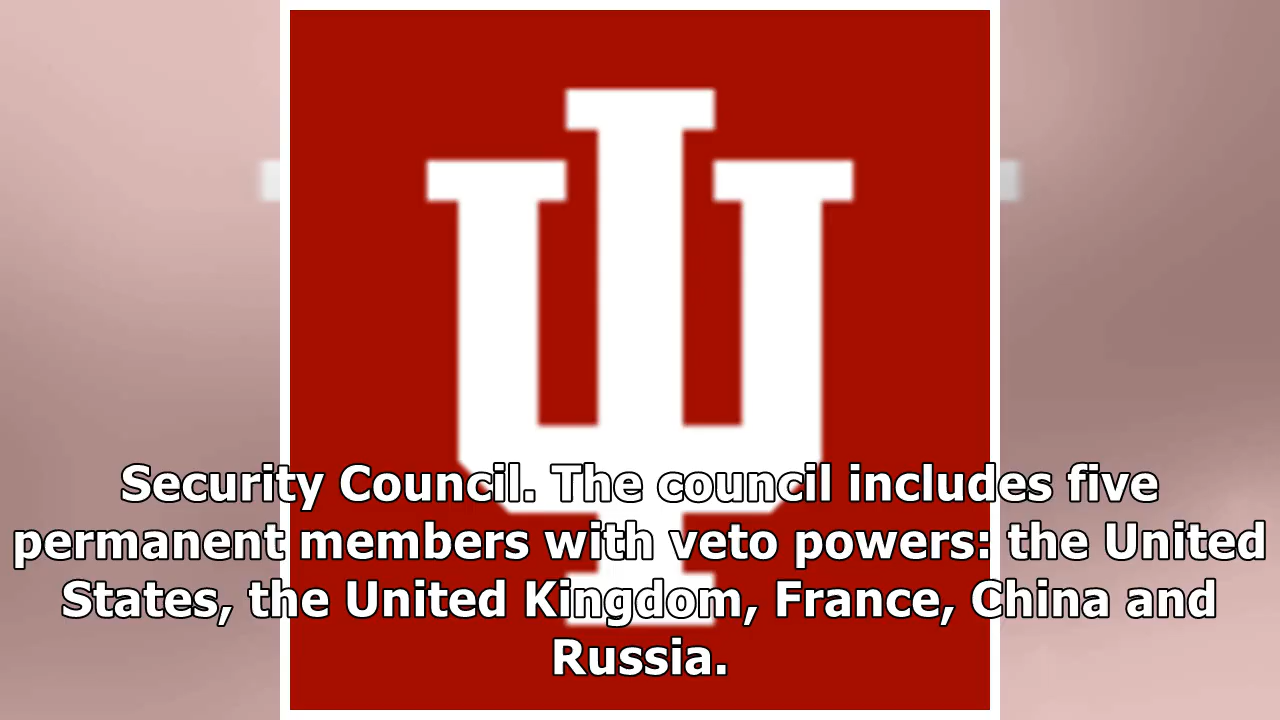 Security Council. The council includes five
permanent members with veto powers: the United
States, the United Kingdom, France, China and
Russia.